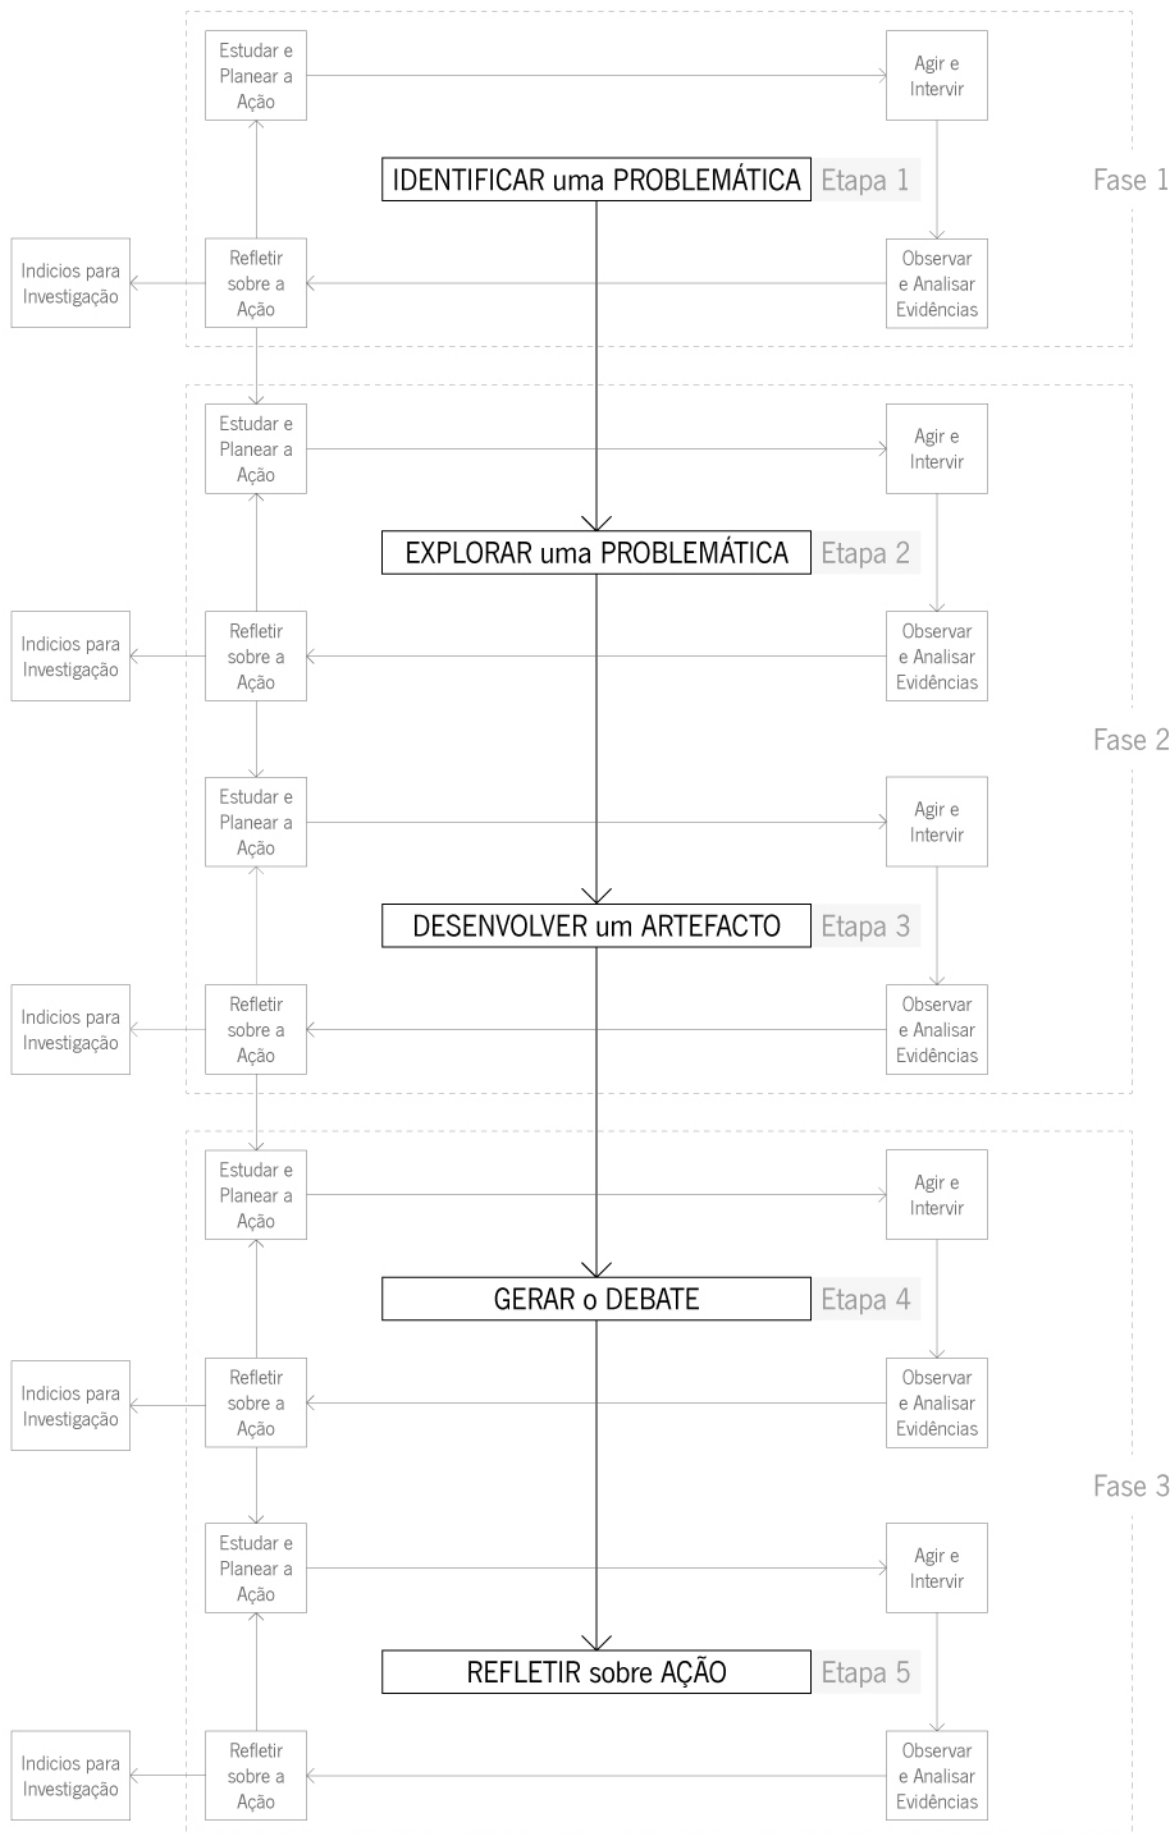 Estudar e
Planear a
Ação
Agir e
Intervir
IDENTIFICAR uma PROBLEMÁTICA
Etapa 1
Fase 1
Indicios para
Investigação
Refletir
sobre a
Ação
Observar
e Analisar
Evidências
Estudar e
Planear a
Ação
Agir e
Intervir
EXPLORAR uma PROBLEMÁTICA
Etapa 2
Indicios para
Investigação
Refletir
sobre a
Ação
Observar
e Analisar
Evidências
Fase 2
Estudar e
Planear a
Ação
Agir e
Intervir
DESENVOLVER um ARTEFACTO
Etapa 3
Indicios para
Investigação
Refletir
sobre a
Ação
Observar
e Analisar
Evidências
Estudar e
Planear a
Ação
Agir e
Intervir
GERAR o DEBATE
Etapa 4
Indicios para
Investigação
Refletir
sobre a
Ação
Observar
e Analisar
Evidências
Fase 3
Estudar e
Planear a
Ação
Agir e
Intervir
REFLETIR sobre AÇÃO
Etapa 5
Indicios para
Investigação
Refletir
sobre a
Ação
Observar
e Analisar
Evidências